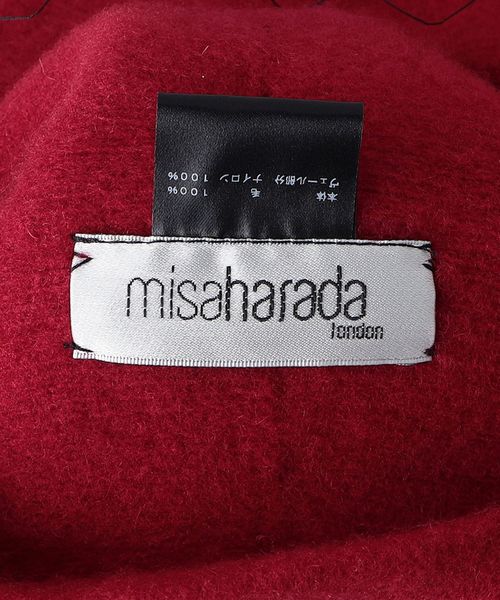 本体 毛 100%
ヴェール部分 ナイロン 100%
misaharada
london